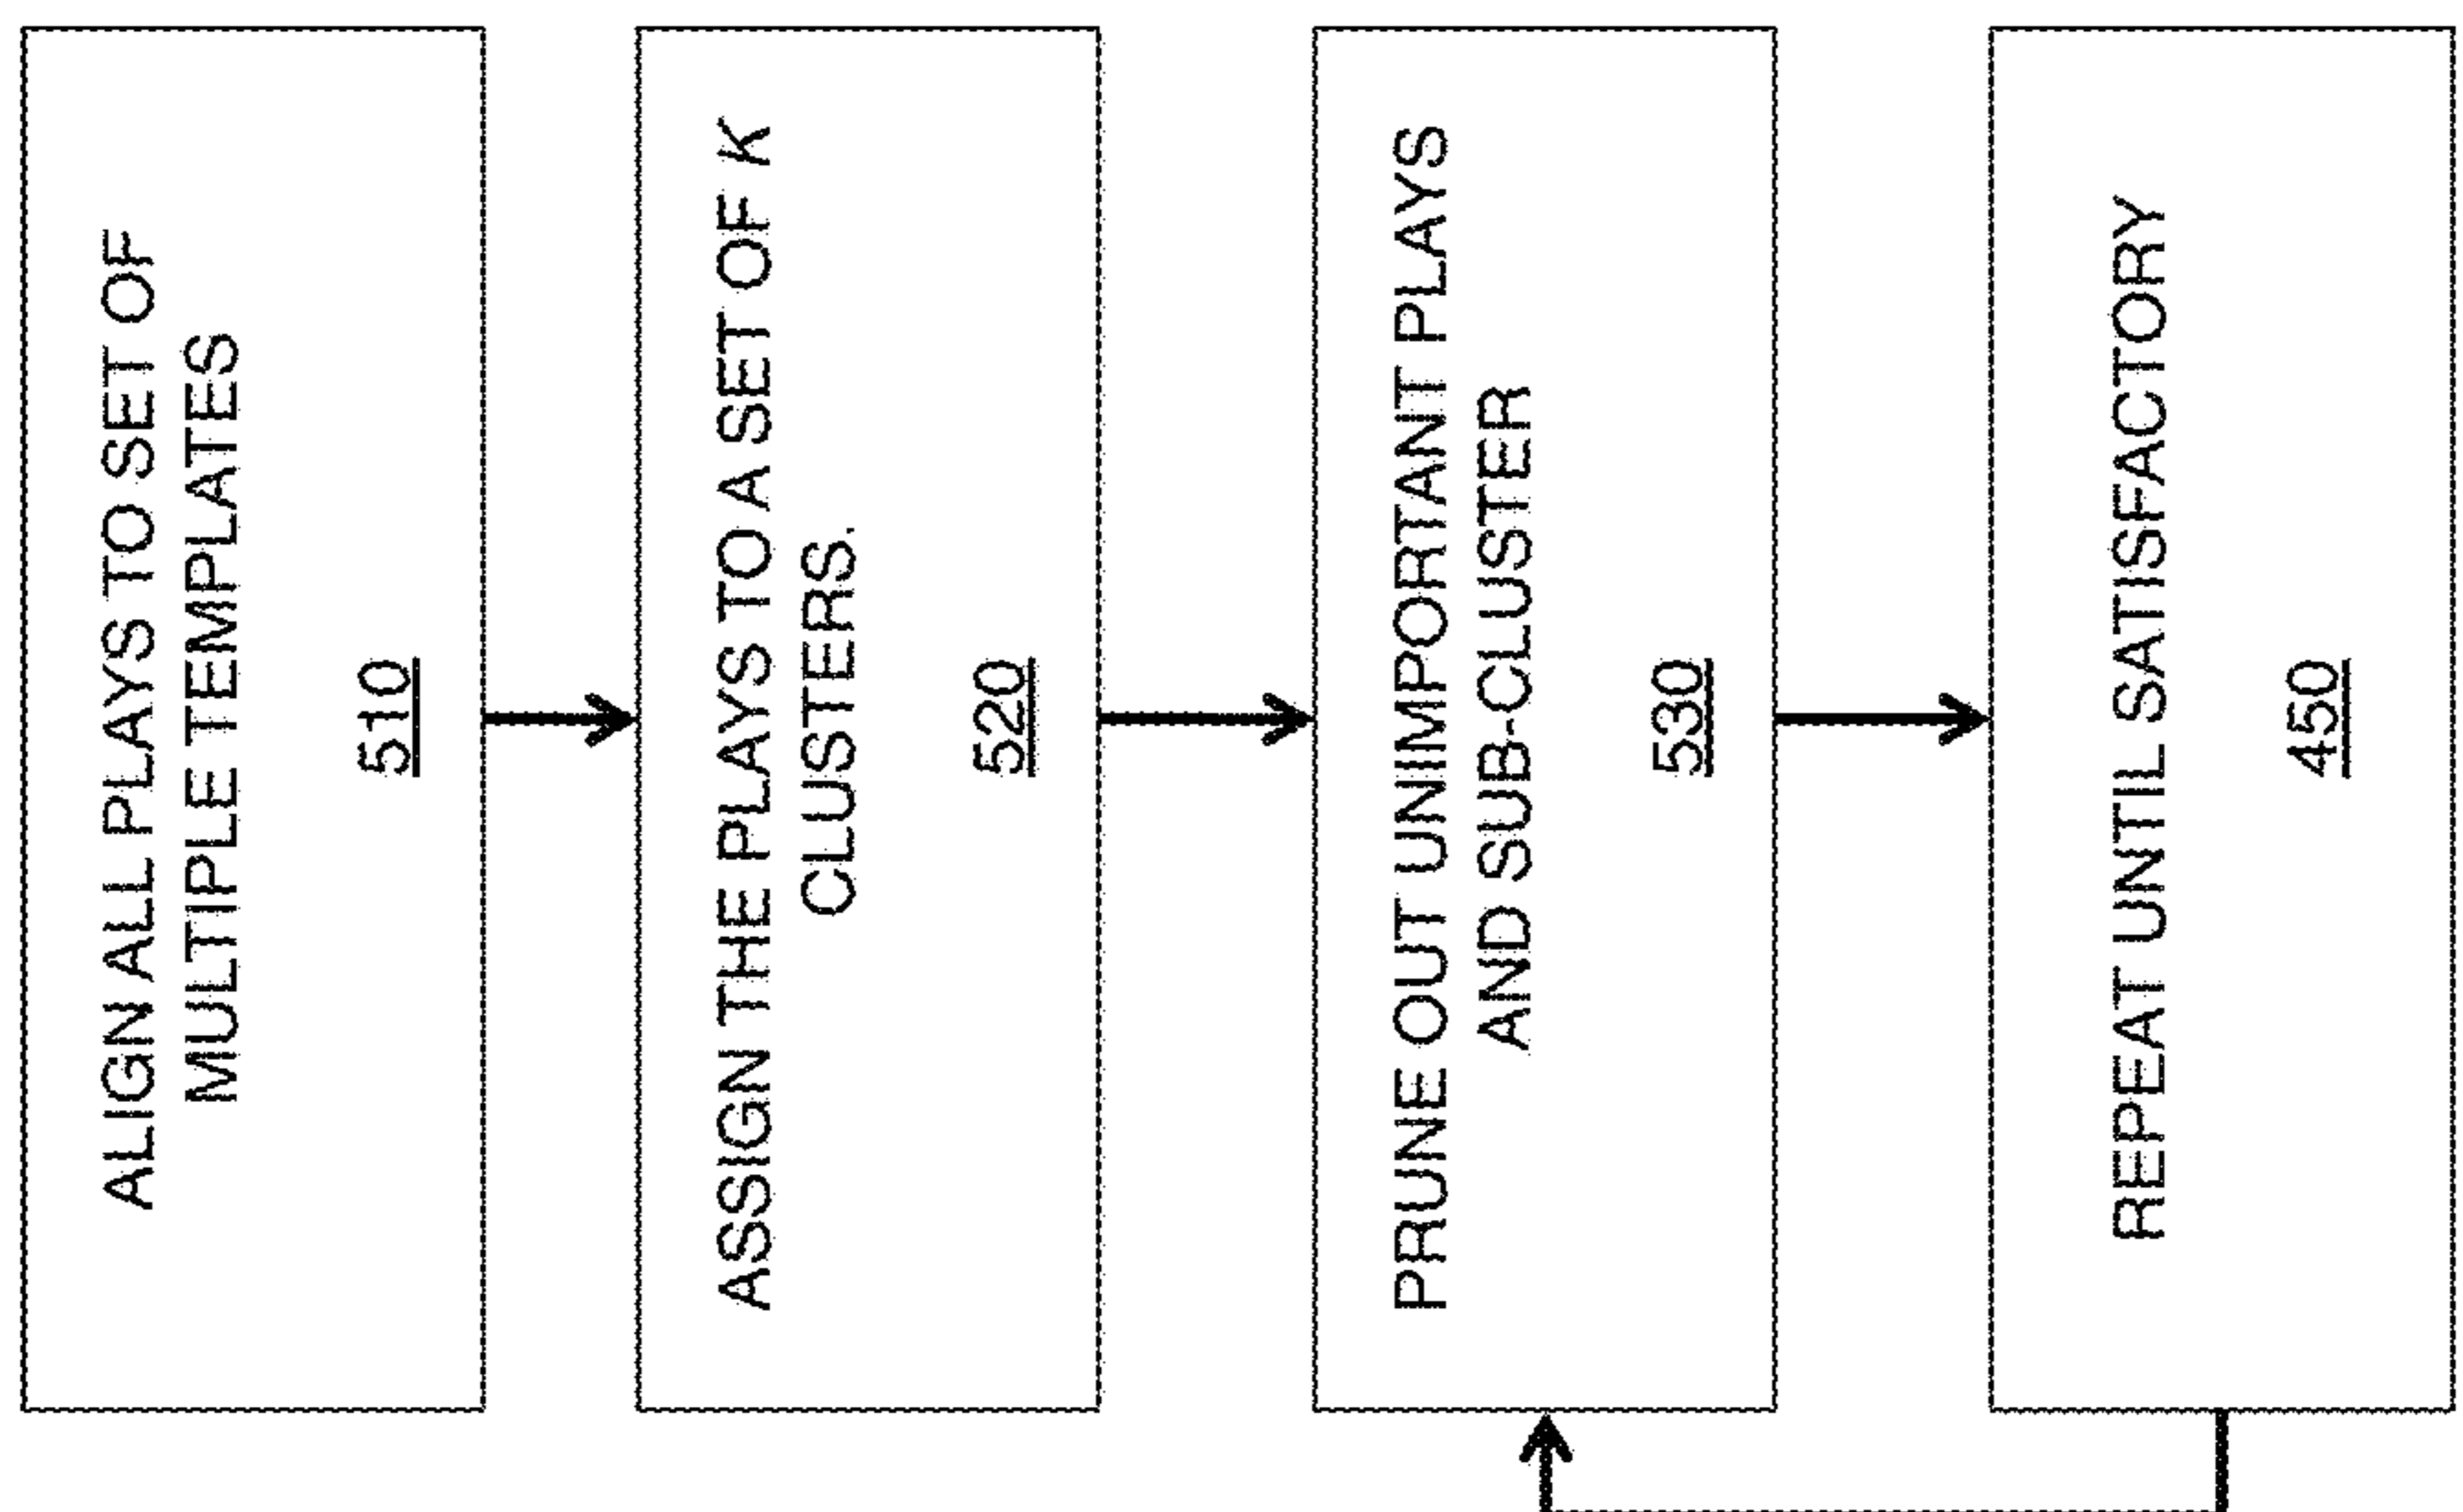 ALIGN ALL PLAYS TO SET OF
MULTIPLE TEMPLATES
510
ASSIGN THE PLAYS TO A SET OF K
CLUSTERS.
520
PRUNE OUT UNIMPORTANT PLAYS
AND SUB-CLUSTER
530
REPEAT UNTIL SATISFACTORY
450